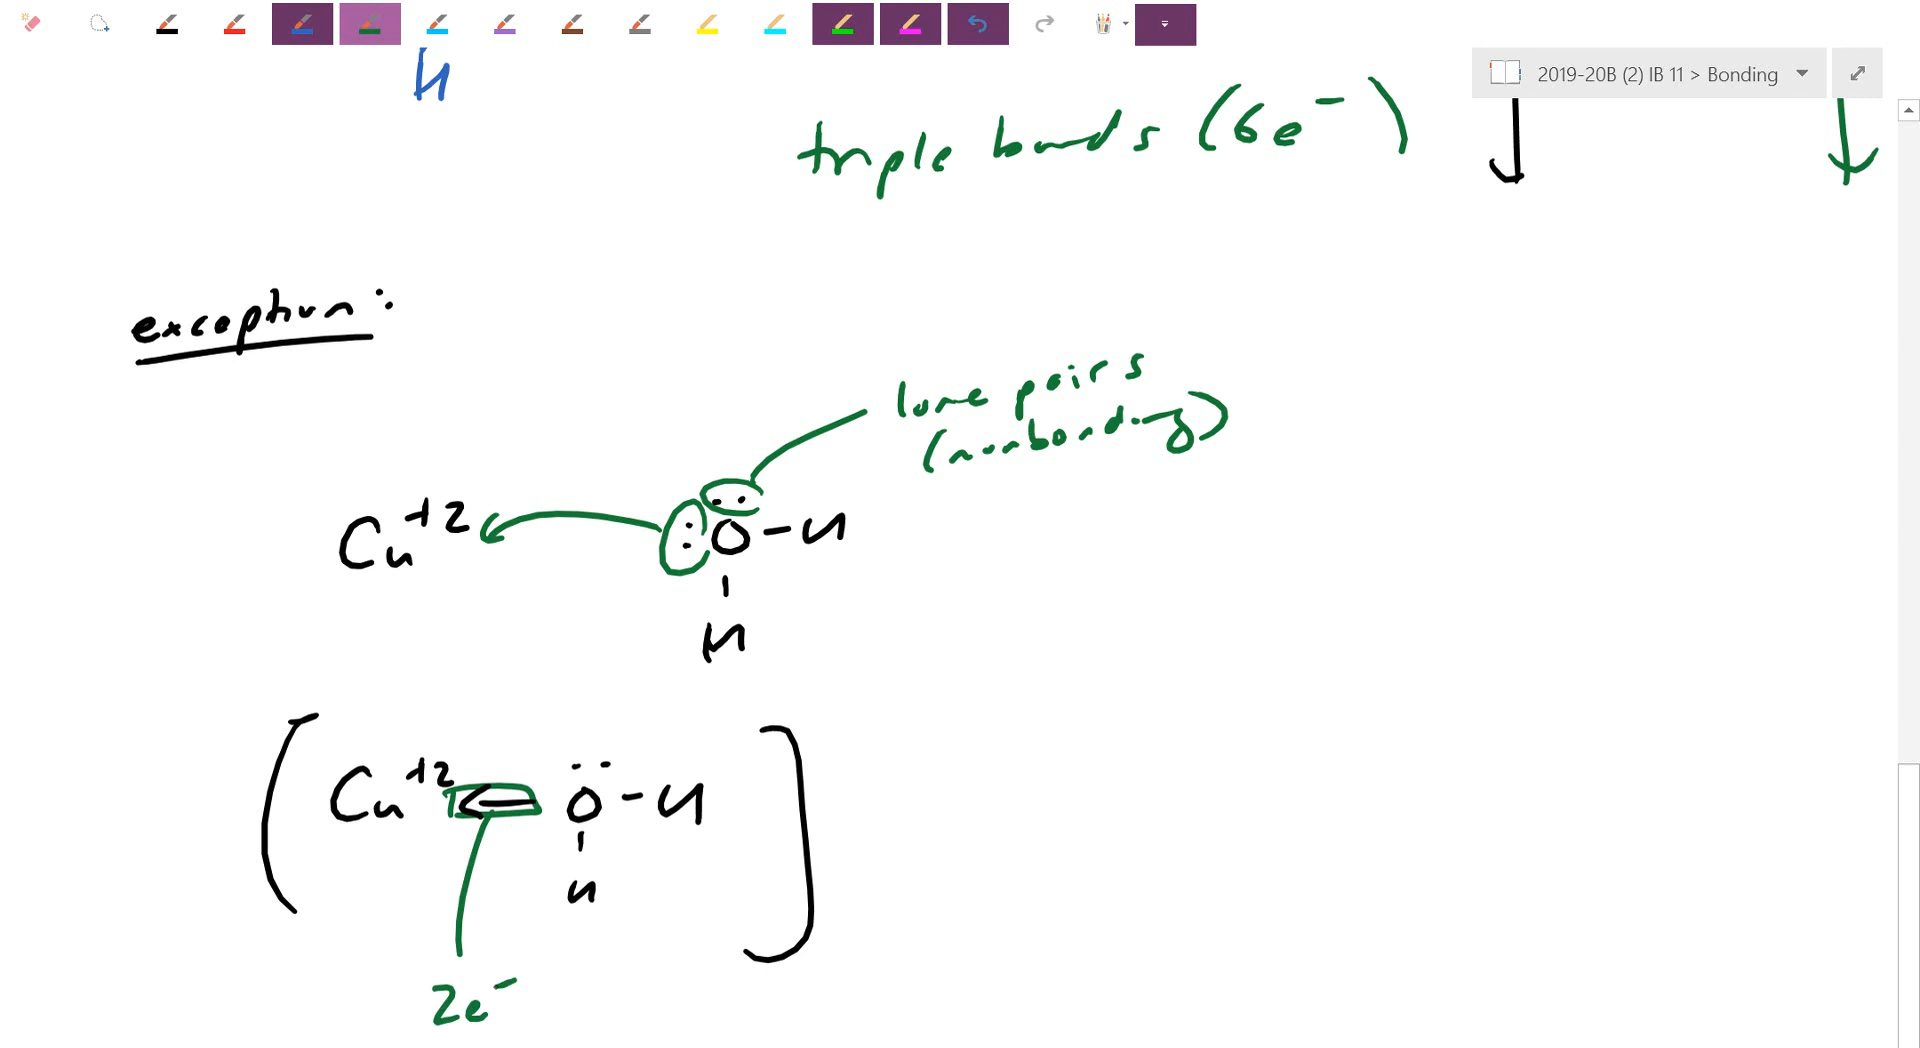 2019-20B (2) IB 11 > Bonding
H
triple bonds (6e⁻)
exception:
lone pairs
(nonbonding)
Cu⁺² :Ö-H
H
[Cu⁺² ← Ö-H]
H
2e⁻